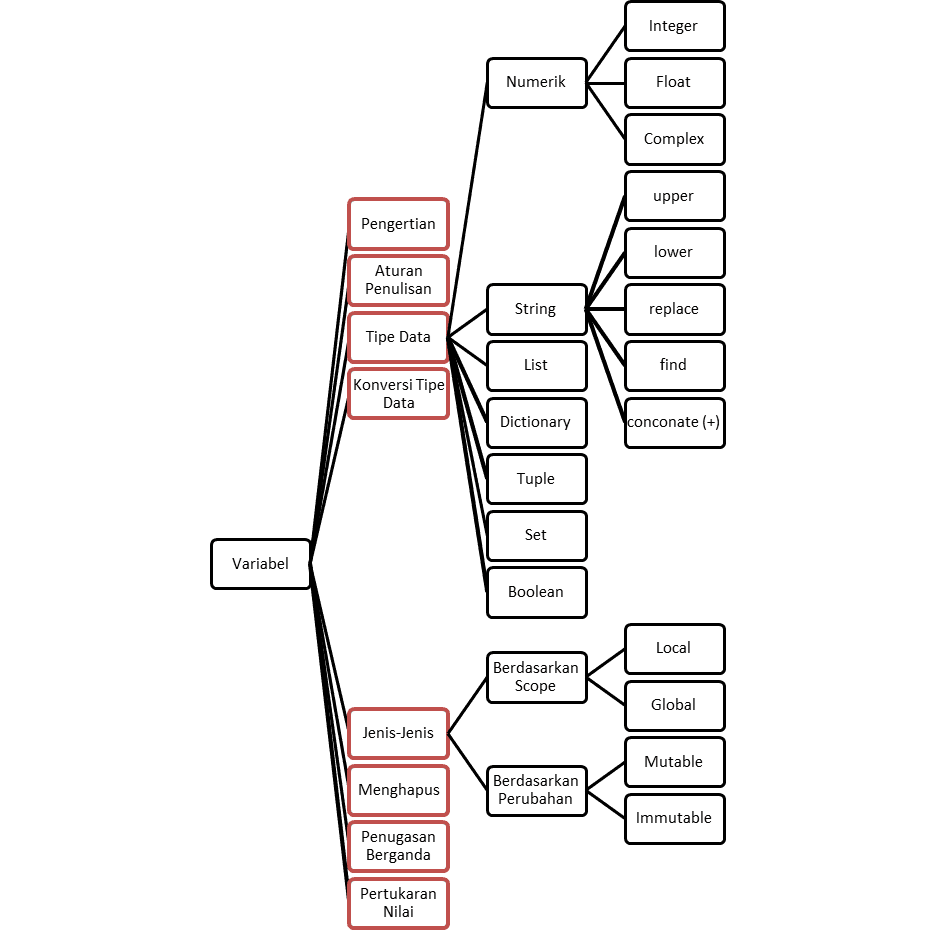 Variabel
Pengertian
Aturan
Penulisan
Tipe Data
Numerik
Integer
Float
Complex
String
upper
lower
replace
find
conconate (+)
List
Dictionary
Tuple
Set
Boolean
Konversi Tipe
Data
Jenis-Jenis
Berdasarkan
Scope
Local
Global
Berdasarkan
Perubahan
Mutable
Immutable
Menghapus
Penugasan
Berganda
Pertukaran
Nilai